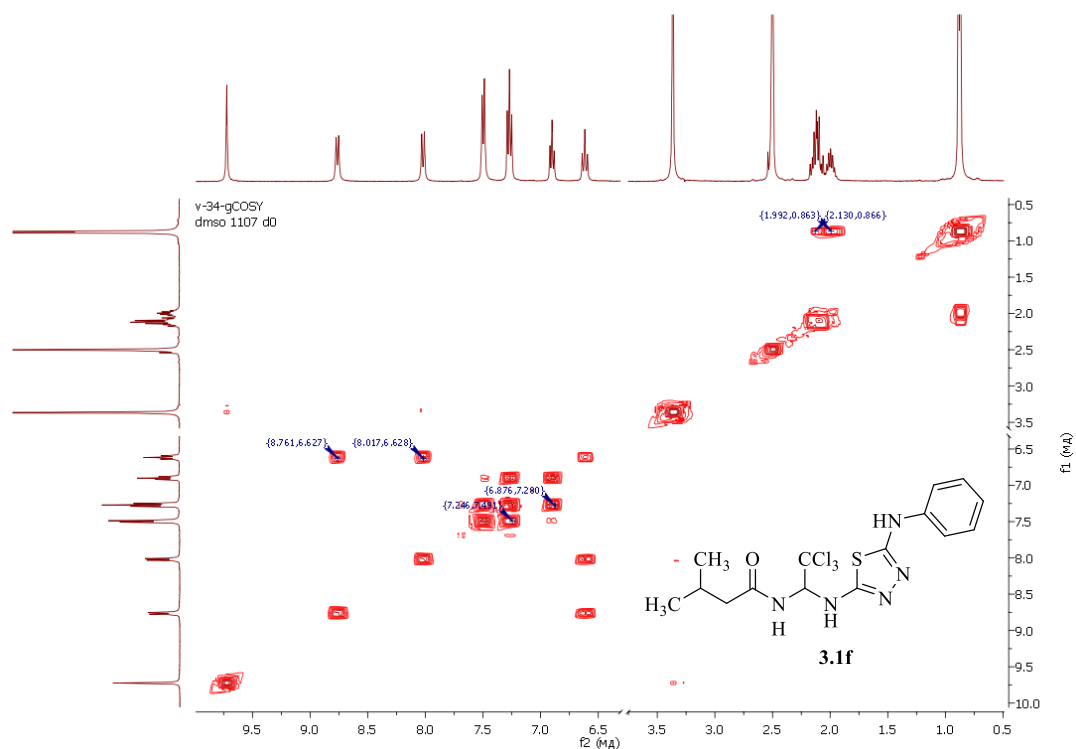 v-34-gCOSY
dmso 1107 d0
{1.992,0.863}
{2.130,0.866}
{8.761,6.627}
{8.017,6.628}
{6.876,7.280}
{7.246,7.491}
0.5
1.0
1.5
2.0
2.5
3.0
3.5
6.5
7.0
7.5
8.0
8.5
9.0
9.5
10.0
f1 (мд)
HN
CH3
O
CCl3
S
N
H3C
N
N
N
H
H
3.1f
9.5
9.0
8.5
8.0
7.5
7.0
6.5
3.5
3.0
2.5
2.0
1.5
1.0
0.5
f2 (мд)